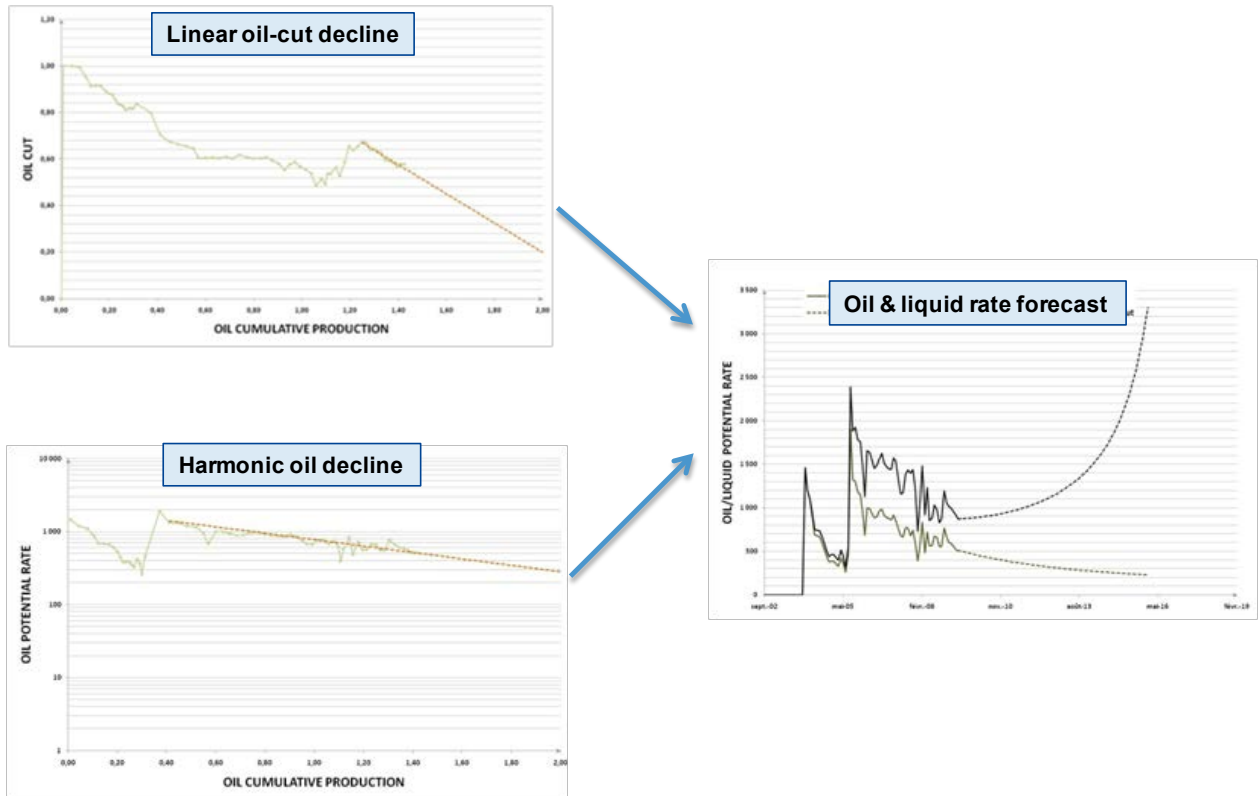 Linear oil-cut decline
1,20
1,00
0,80
0,60
0,40
0,20
0,00
OIL CUT
0,00 0,20 0,40 0,60 0,80 1,00 1,20 1,40 1,60 1,80 2,00
OIL CUMULATIVE PRODUCTION
Harmonic oil decline
10 000
1 000
100
10
1
OIL POTENTIAL RATE
0,00 0,20 0,40 0,60 0,80 1,00 1,20 1,40 1,60 1,80 2,00
OIL CUMULATIVE PRODUCTION
Oil & liquid rate forecast
3 500
3 000
2 500
2 000
1 500
1 000
500
0
OIL/LIQUID POTENTIAL RATE
sept.-02 mai-05 févr.-08 nov.-10 août-13 mai-16 févr.-19